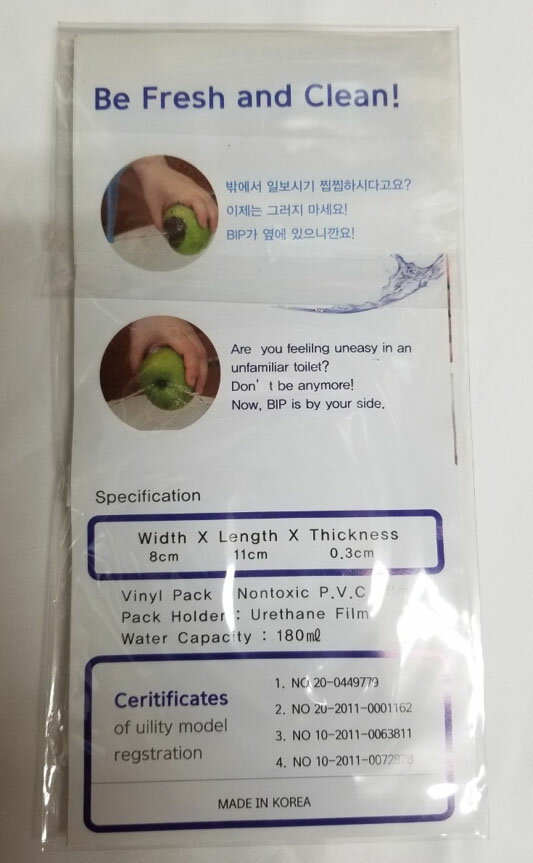 Be Fresh and Clean!
밖에서 일보시기 찝찝하시다고요?
이제는 그러지 마세요!
BIP가 옆에 있으니깐요!
Are you feelilng uneasy in an
unfamiliar toilet?
Don't be anymore!
Now, BIP is by your side.
Specification
Width X Length X Thickness
8cm 11cm 0.3cm
Vinyl Pack Nontoxic P.V.C
Pack Holder : Urethane Film
Water Capacity : 180㎖
Ceritificates
of uility model
regstration
1. NO 20-0449779
2. NO 20-2011-0001162
3. NO 10-2011-0063811
4. NO
MADE IN KOREA